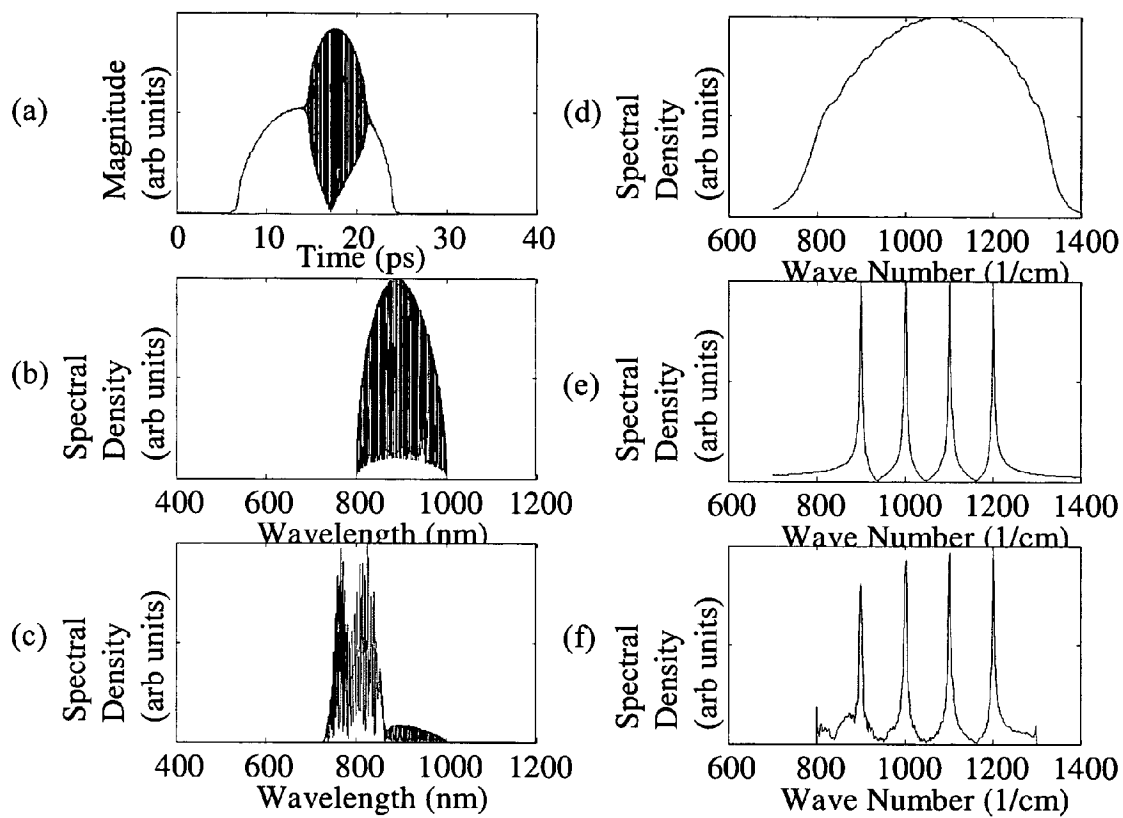 (a)
Magnitude
(arb units)
0 10 20 30 40
Time (ps)
(b)
Spectral
Density
(arb units)
400 600 800 1000 1200
Wavelength (nm)
(c)
Spectral
Density
(arb units)
400 600 800 1000 1200
Wavelength (nm)
(d)
Spectral
Density
(arb units)
600 800 1000 1200 1400
Wave Number (1/cm)
(e)
Spectral
Density
(arb units)
600 800 1000 1200 1400
Wave Number (1/cm)
(f)
Spectral
Density
(arb units)
600 800 1000 1200 1400
Wave Number (1/cm)